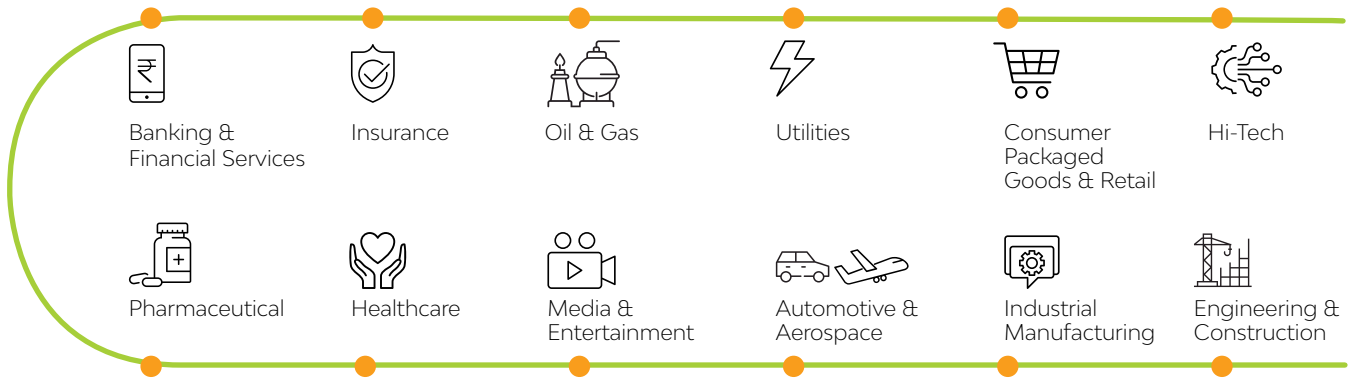 ₹
Banking &
Financial Services
Insurance
Oil & Gas
Utilities
Consumer
Packaged
Goods & Retail
Hi-Tech
Pharmaceutical
Healthcare
Media &
Entertainment
Automotive &
Aerospace
Industrial
Manufacturing
Engineering &
Construction